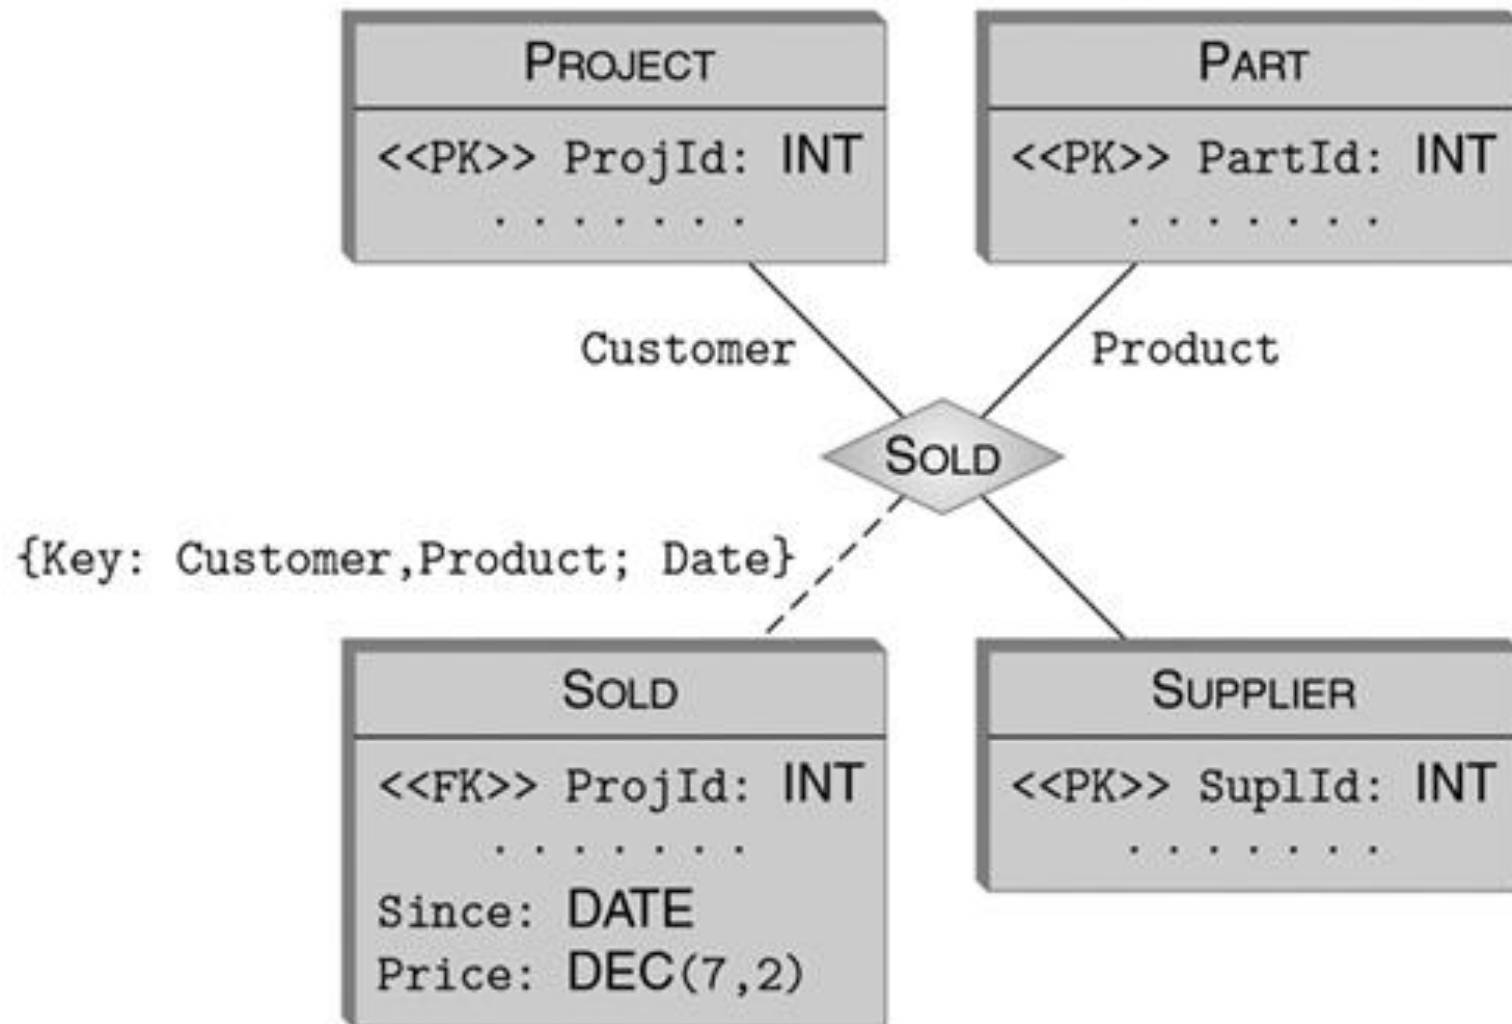 PROJECT
<<PK>> ProjId: INT
. . . . . . .
PART
<<PK>> PartId: INT
. . . . . . .
Customer
Product
SOLD
{Key: Customer,Product; Date}
SOLD
<<FK>> ProjId: INT
. . . . . . .
Since: DATE
Price: DEC(7,2)
SUPPLIER
<<PK>> SuplId: INT
. . . . . . .